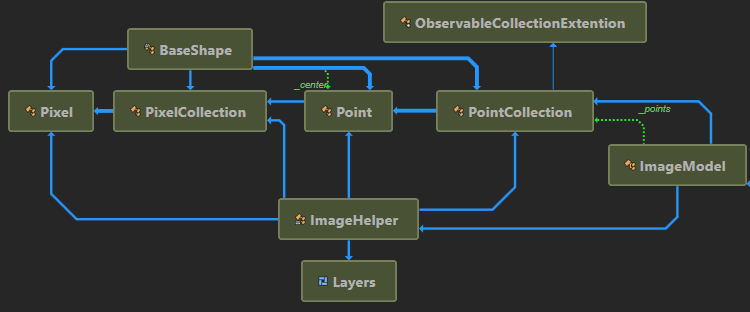 ObservableCollectionExtention
BaseShape
_center
_points
Pixel
PixelCollection
Point
PointCollection
ImageModel
ImageHelper
Layers